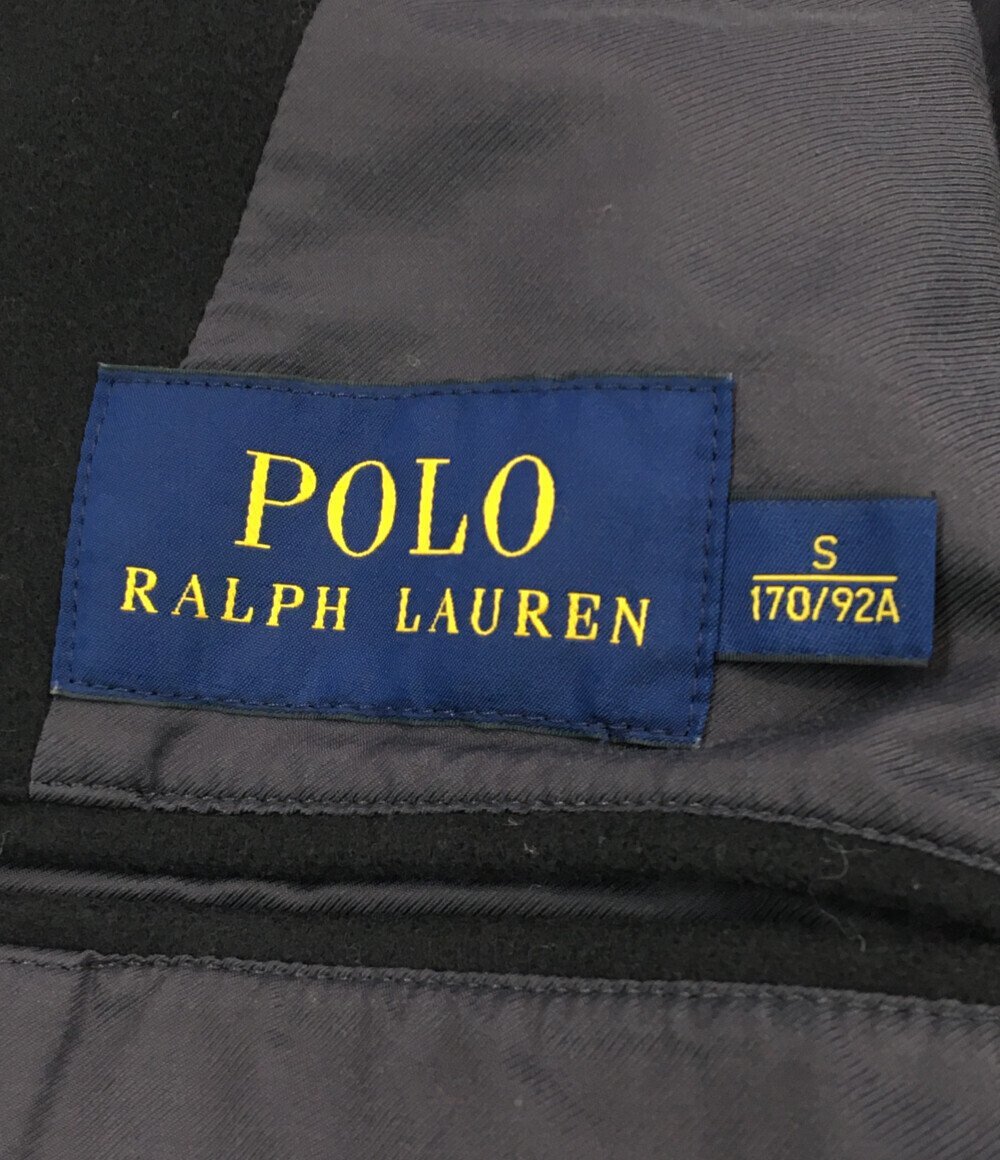 POLO
RALPH LAUREN
S
170/92A